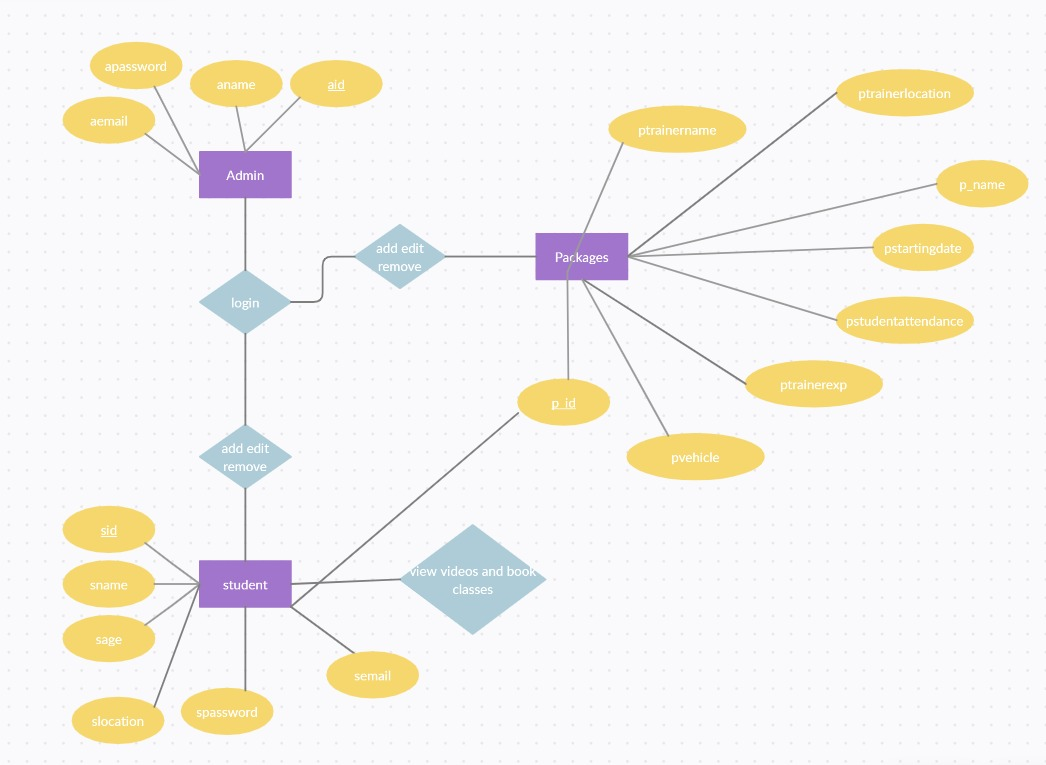 apassword
aname
aid
aemail
Admin
ptrainername
ptrainerlocation
p_name
pstartingdate
add edit
remove
Packages
login
pstudentattendance
ptrainerexp
p_id
pvehicle
add edit
remove
sid
sname
sage
slocation
spassword
semail
student
view videos and book
classes